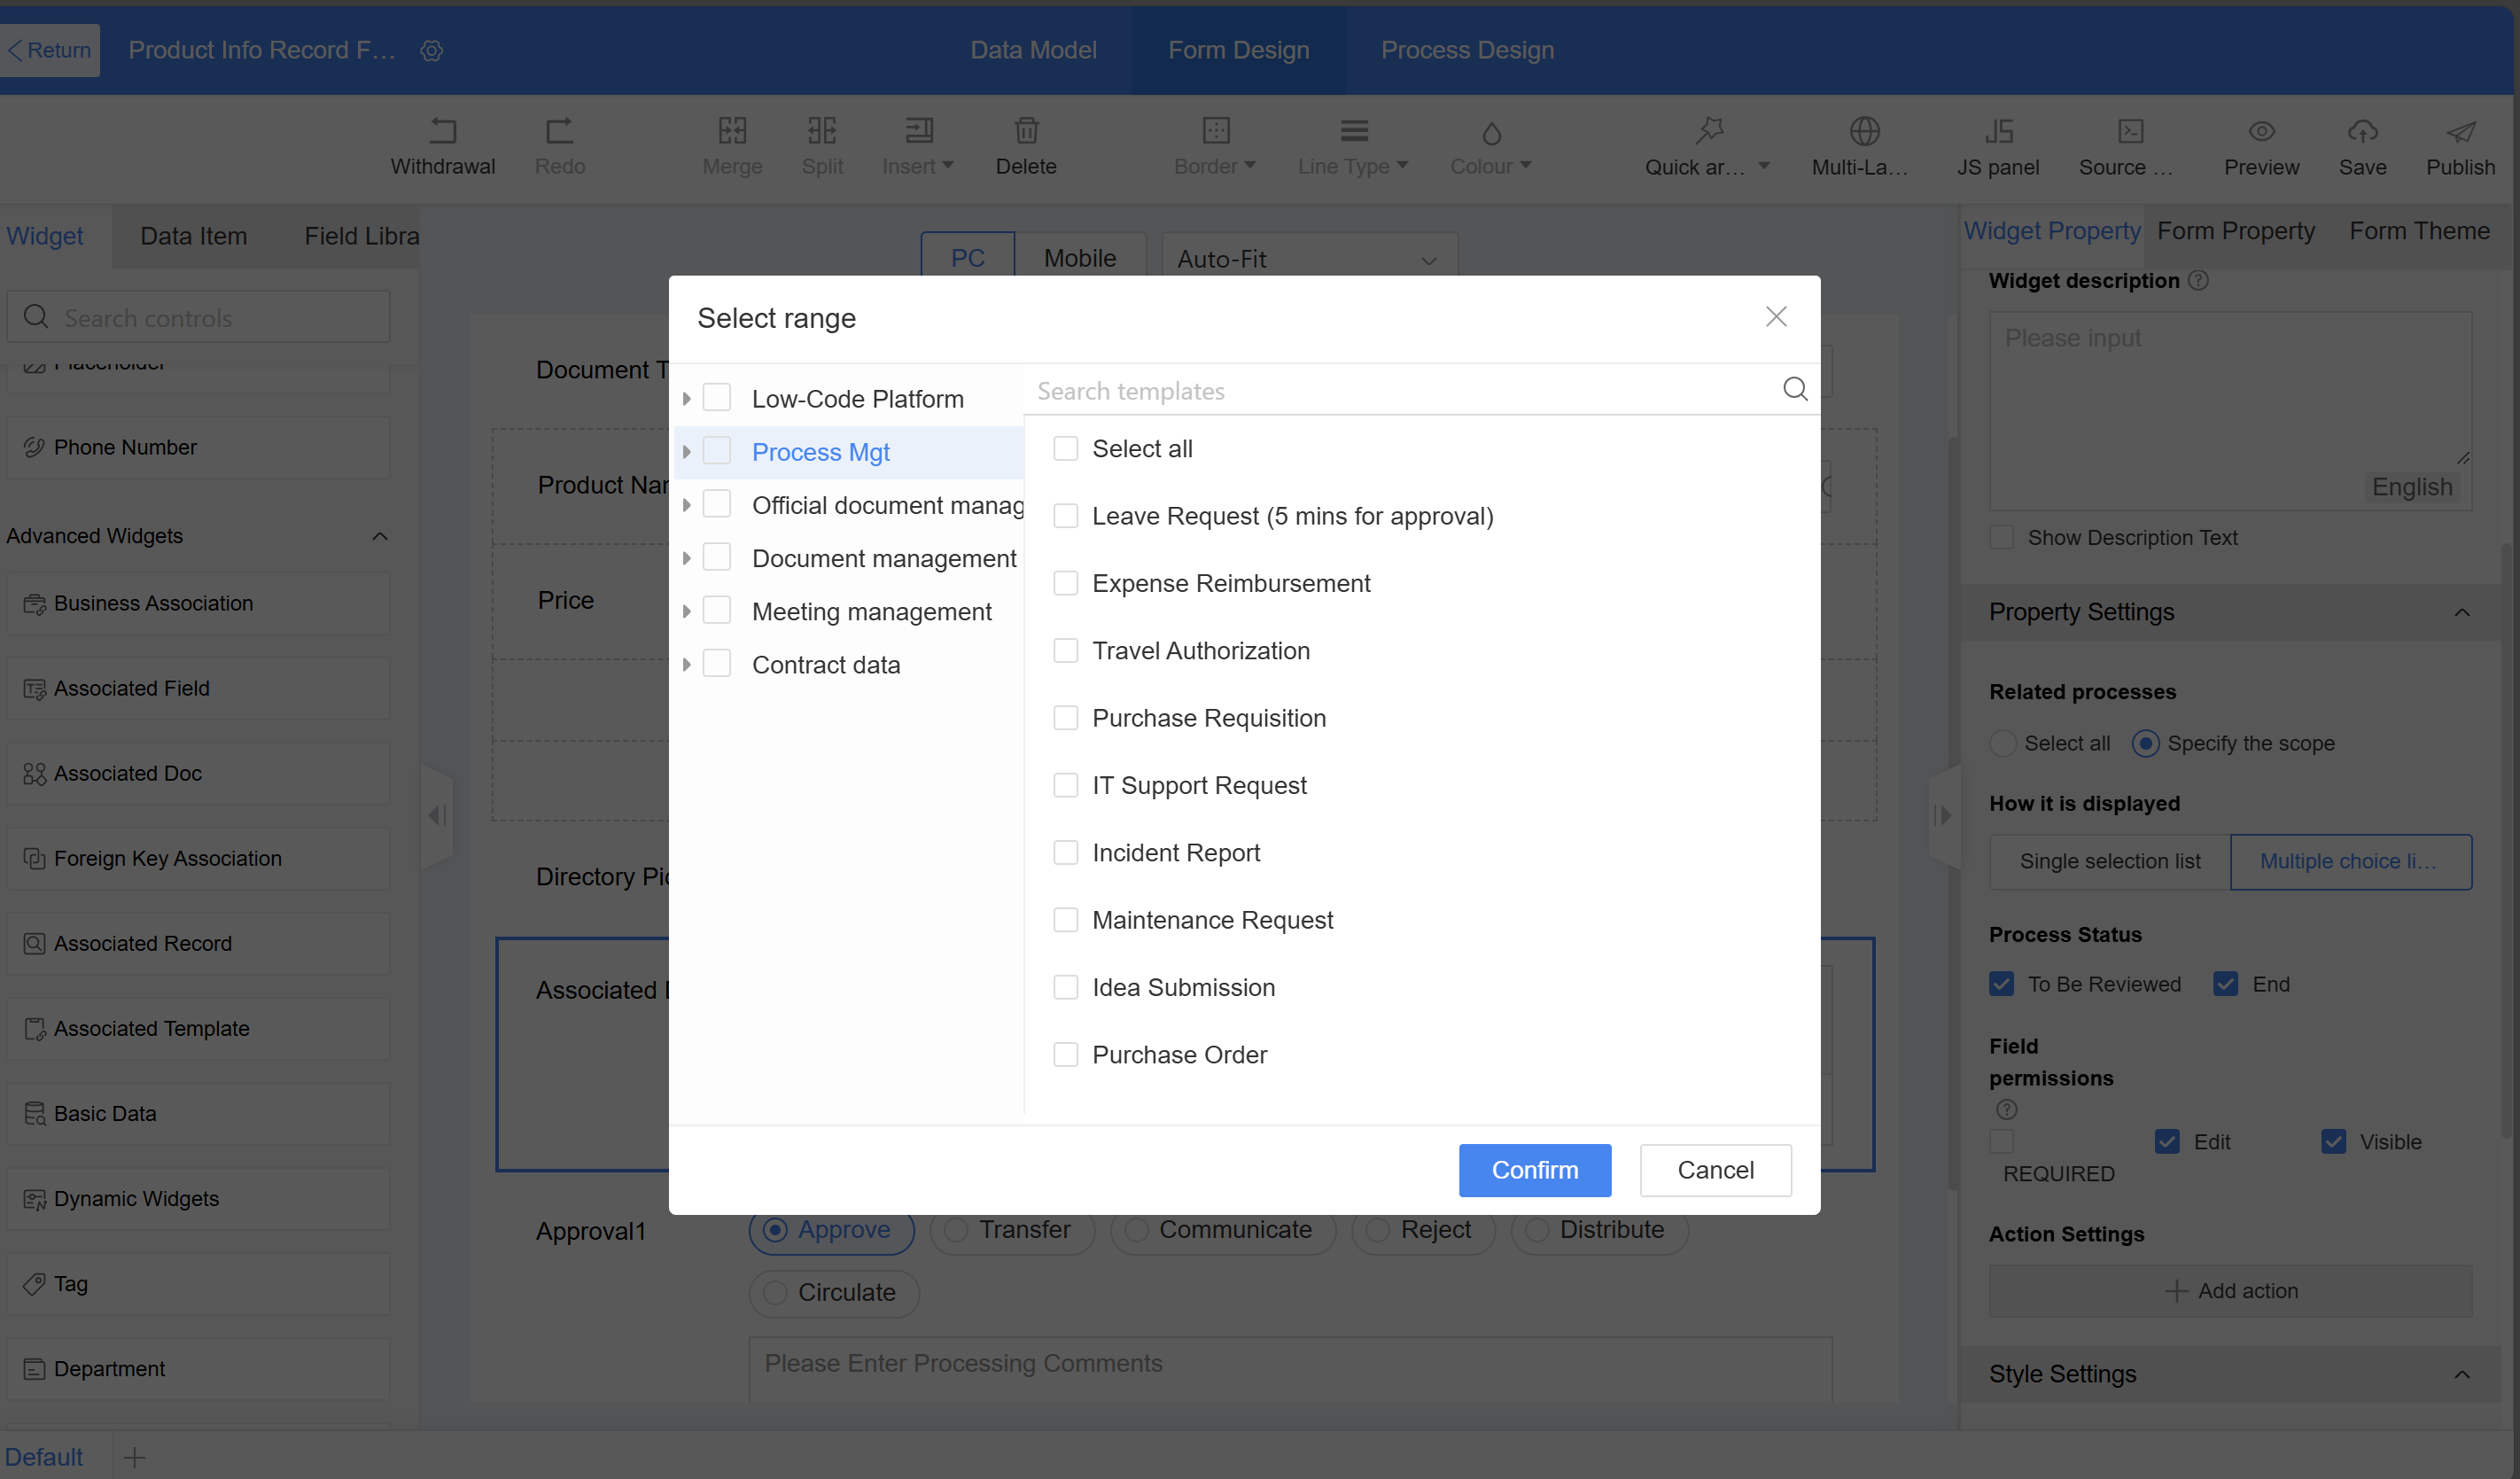 Return
Product Info Record F…
Data Model
Form Design
Process Design
Withdrawal
Redo
Merge
Split
Insert
Delete
Border
Line Type
Colour
Quick ar…
Multi-La…
JS panel
Source …
Preview
Save
Publish
Widget
Data Item
Field Libra
Search controls
Placeholder
Phone Number
Advanced Widgets
Business Association
Associated Field
Associated Doc
Foreign Key Association
Associated Record
Associated Template
Basic Data
Dynamic Widgets
Tag
Department
Default
PC
Mobile
Auto-Fit
Document T
Product Nar
Price
Directory Pic
Associated
Approval1
Approve
Transfer
Communicate
Reject
Distribute
Circulate
Please Enter Processing Comments
Select range
Low-Code Platform
Process Mgt
Official document manag
Document management
Meeting management
Contract data
Search templates
Select all
Leave Request (5 mins for approval)
Expense Reimbursement
Travel Authorization
Purchase Requisition
IT Support Request
Incident Report
Maintenance Request
Idea Submission
Purchase Order
Confirm
Cancel
Widget Property
Form Property
Form Theme
Widget description
Please input
English
Show Description Text
Property Settings
Related processes
Select all
Specify the scope
How it is displayed
Single selection list
Multiple choice li…
Process Status
To Be Reviewed
End
Field
permissions
REQUIRED
Edit
Visible
Action Settings
Add action
Style Settings